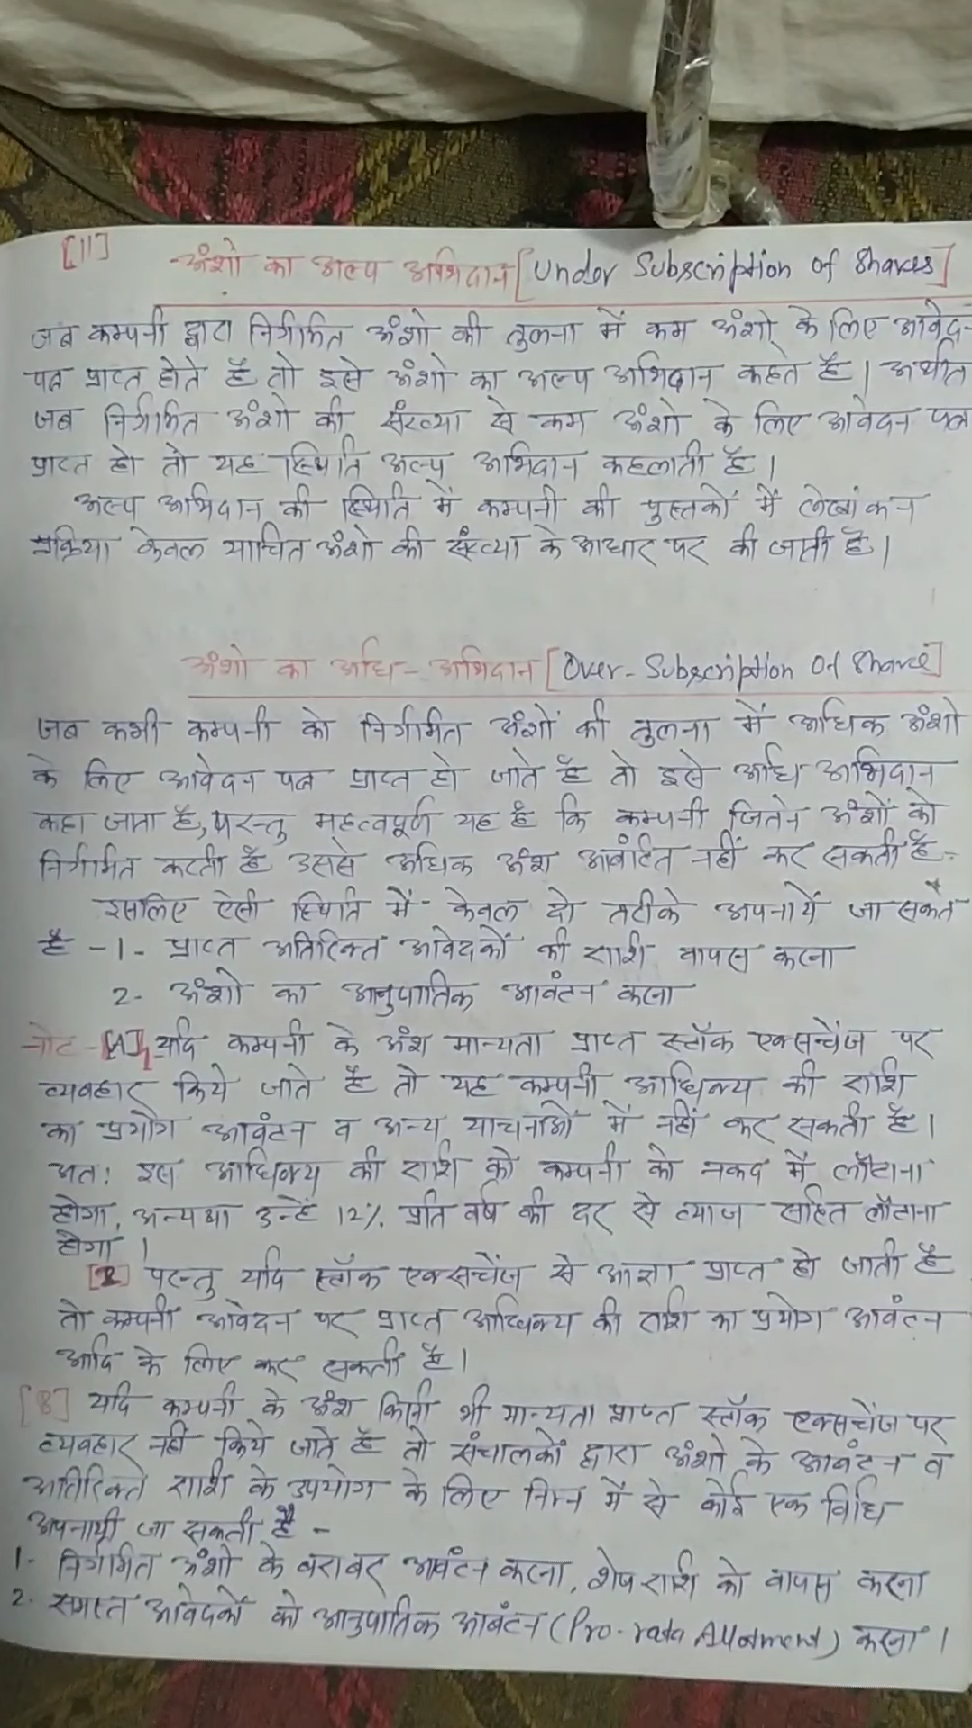 [11]
अंशो का अल्प अभिदान [Under Subscription of Shares]
जब कम्पनी द्वारा निर्गमित अंशो की तुलना में कम अंशो के लिए आवेदन
पत्र प्राप्त होते है तो इसे अंशो का अल्प अभिदान कहते है। अर्थात
जब निर्गमित अंशो की संख्या से कम अंशो के लिए आवेदन पत्र
प्राप्त हो तो यह स्थिति अल्प अभिदान कहलाती है।
अल्प अभिदान की स्थिति में कम्पनी की पुस्तकों में लेखांकन
प्रक्रिया केवल याचित अंशो की संख्या के आधार पर की जाती है।
अंशो का अधि-अभिदान [Over-Subscription Of Share]
जब कभी कम्पनी को निर्गमित अंशों की तुलना में अधिक अंशो
के लिए आवेदन पत्र प्राप्त हो जाते है तो इसे अधि अभिदान
कहा जाता है, परन्तु महत्वपूर्ण यह है कि कम्पनी जितने अंशों को
निर्गमित करती है उससे अधिक अंश आवंटित नहीं कर सकती है-
इसलिए ऐसी स्थिति में केवल दो तरीके अपनायें जा सकते
है - 1- प्राप्त अतिरिक्त आवेदकों की राशि वापस करना
2- अंशो का आनुपातिक आवंटन करना
नोट - [A] यदि कम्पनी के अंश मान्यता प्राप्त स्टॉक एक्सचेंज पर
व्यवहार किये जाते है तो यह कम्पनी आधिक्य की राशि
का प्रयोग आवंटन व अन्य याचनाओं में नहीं कर सकती है।
अतः इस आधिक्य की राशि को कम्पनी को नकद में लौटाना
होगा, अन्यथा उन्हें 12% प्रति वर्ष की दर से ब्याज सहित लौटाना
होगा।
परन्तु यदि स्टॉक एक्सचेंज से आज्ञा प्राप्त हो जाती है
तो कम्पनी आवेदन पर प्राप्त आधिक्य की राशि का प्रयोग आवंटन
आदि के लिए कर सकती है।
[B] यदि कम्पनी के अंश किसी भी मान्यता प्राप्त स्टॉक एक्सचेंज पर
व्यवहार नहीं किये जाते है तो संचालकों द्वारा अंशो के आवंटन व
अतिरिक्त राशि के उपयोग के लिए निम्न में से कोई एक विधि
अपनायी जा सकती है -
1- निर्गमित अंशो के बराबर आवंटन करना, शेष राशि को वापस करना
2- समस्त आवेदकों को आनुपातिक आबंटन (Pro-rata Allotment) करना।